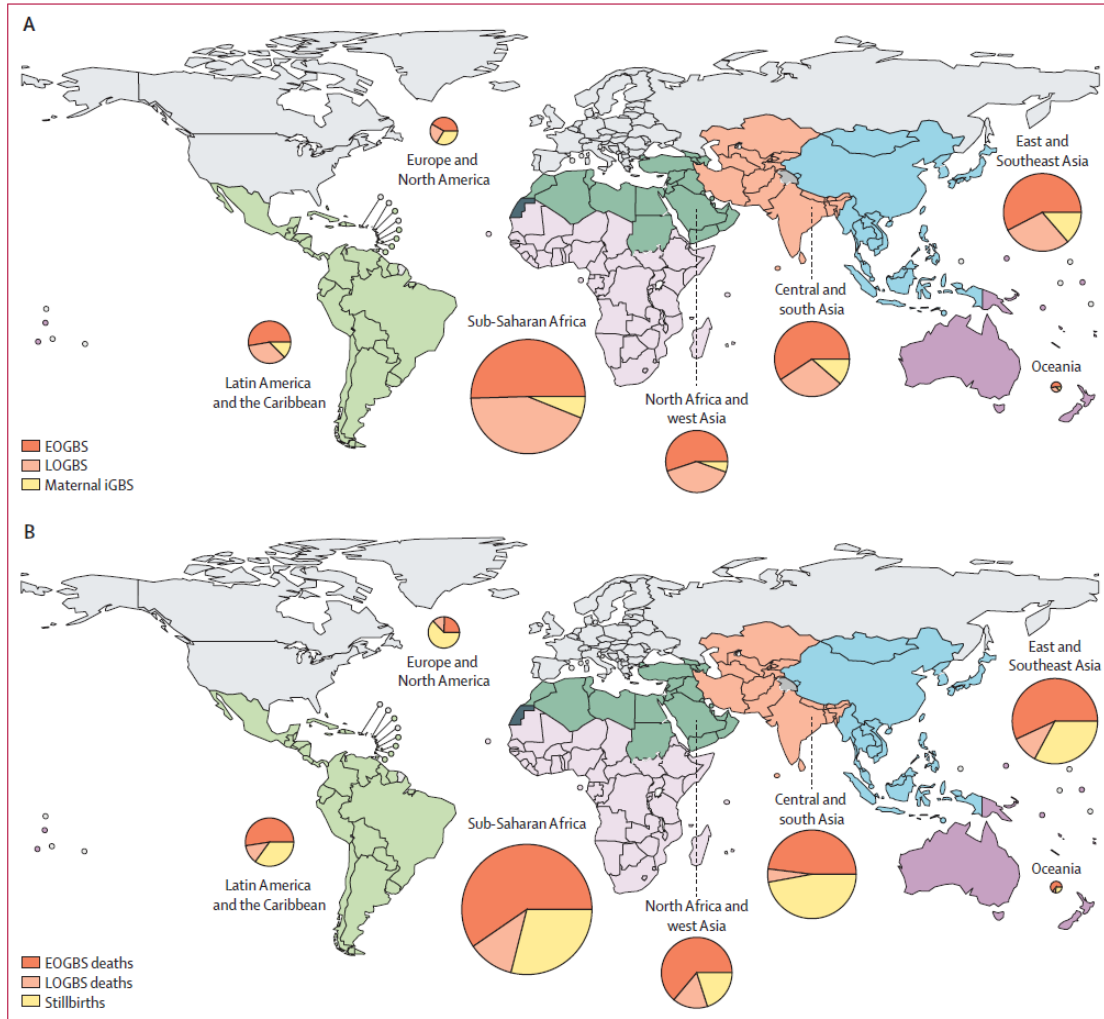 A
Europe and
North America
East and
Southeast Asia
Central and
south Asia
Sub-Saharan Africa
Latin America
and the Caribbean
North Africa and
west Asia
Oceania
EOGBS
LOGBS
Maternal iGBS
B
Europe and
North America
East and
Southeast Asia
Central and
south Asia
Sub-Saharan Africa
Latin America
and the Caribbean
North Africa and
west Asia
Oceania
EOGBS deaths
LOGBS deaths
Stillbirths